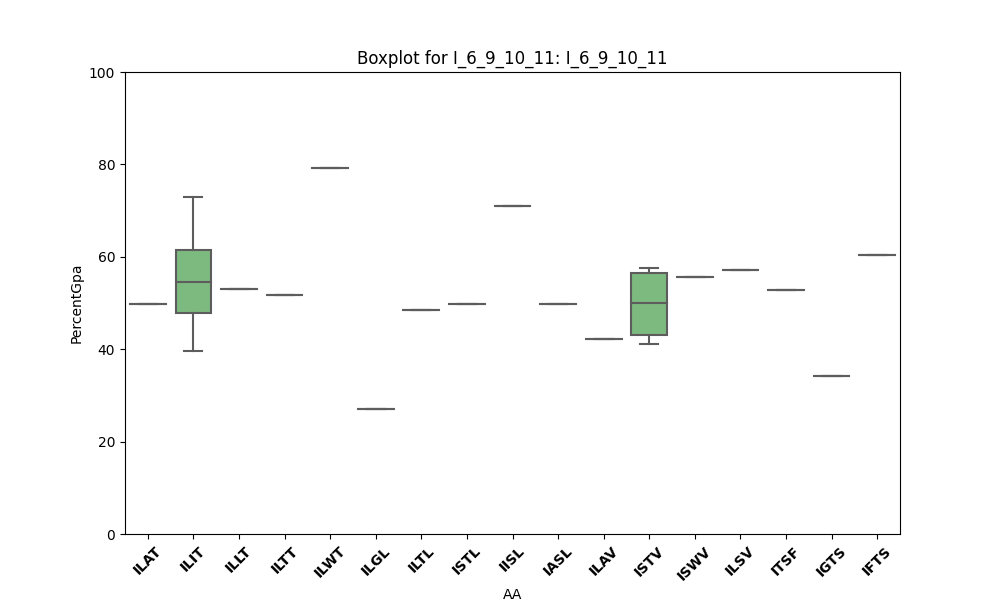 Boxplot for I_6_9_10_11: I_6_9_10_11
100
80
60
40
20
0
PercentGpa
ILAT ILIT ILLT ILTT ILWT ILGL ILTL ISTL IISL IASL ILAV ISTV ISWV ILSV ITSF IGTS IFTS
AA